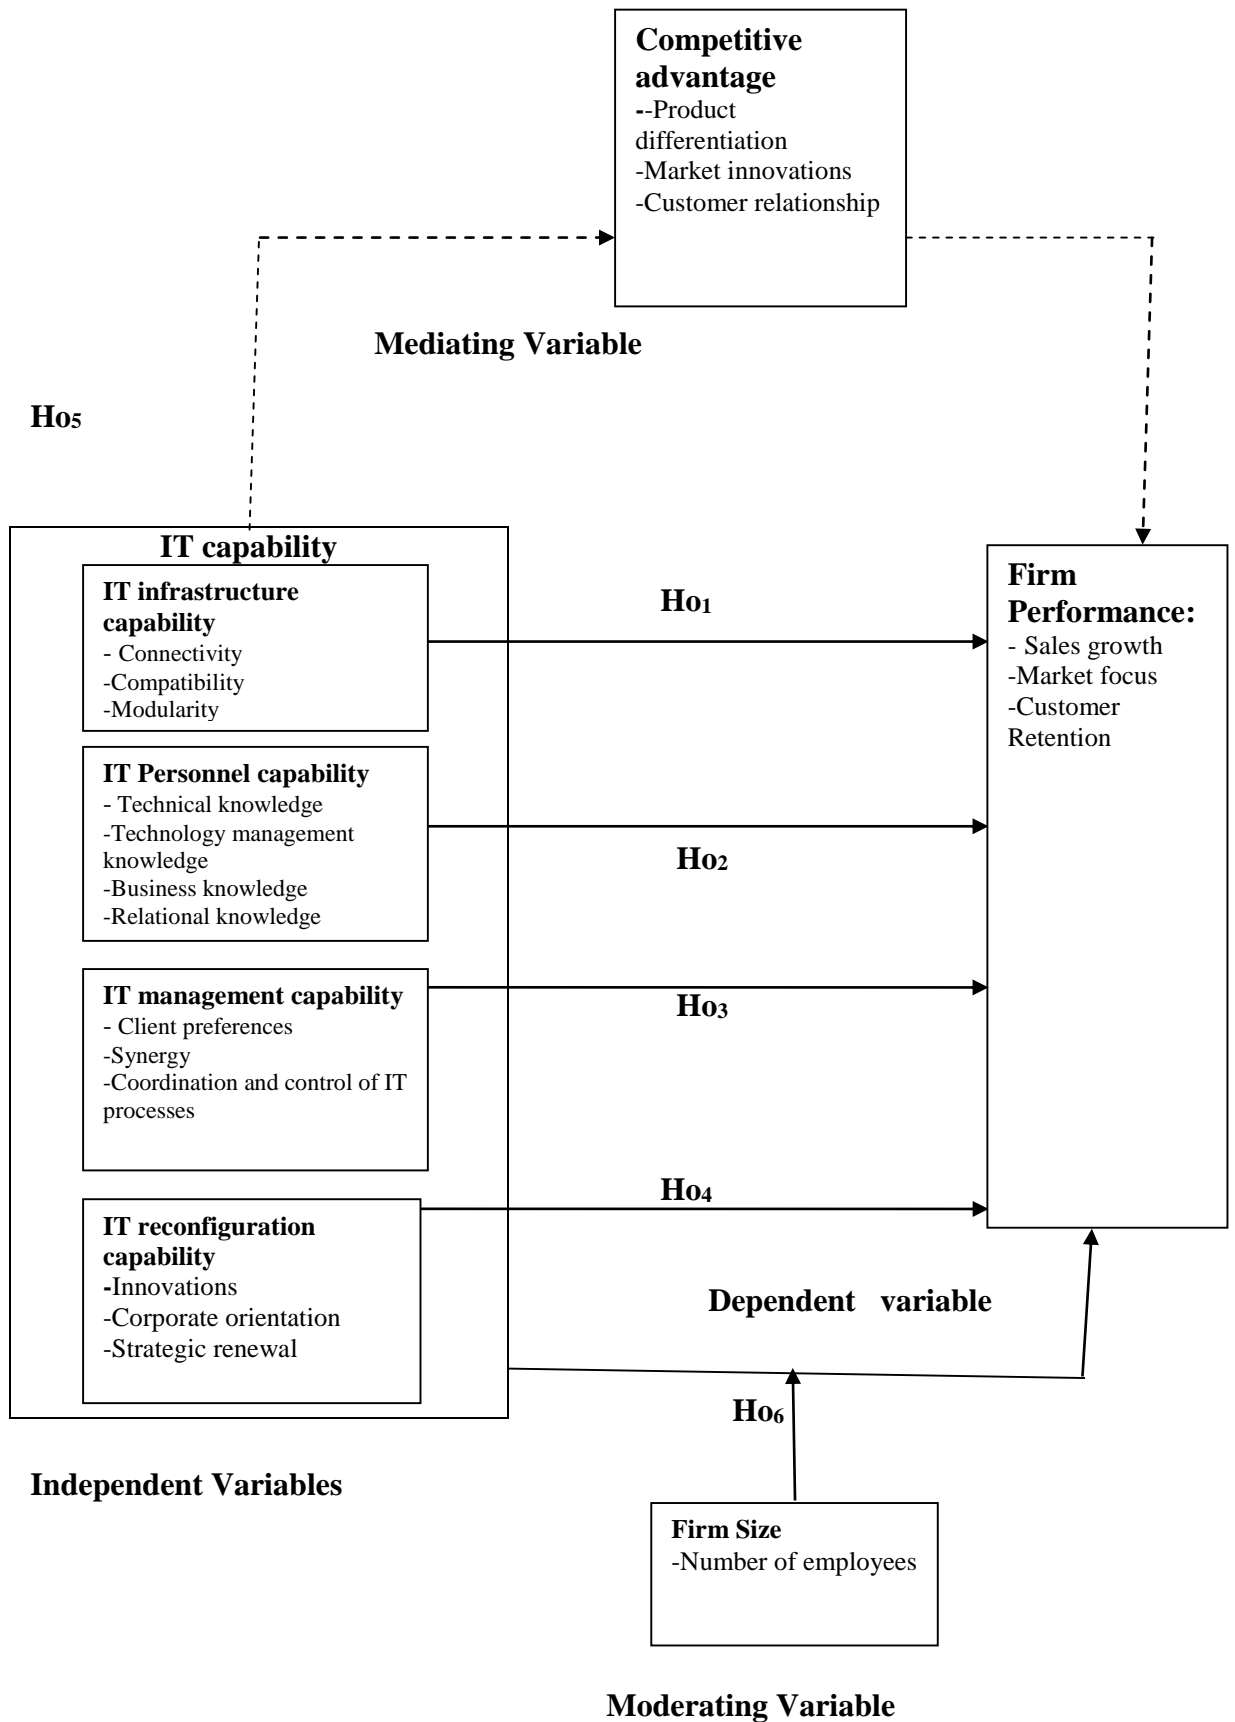 Competitive
advantage
--Product
differentiation
-Market innovations
-Customer relationship
Mediating Variable
Ho5
IT capability
IT infrastructure
capability
- Connectivity
-Compatibility
-Modularity
Ho1
Firm
Performance:
- Sales growth
-Market focus
-Customer
Retention
IT Personnel capability
- Technical knowledge
-Technology management
knowledge
-Business knowledge
-Relational knowledge
Ho2
IT management capability
- Client preferences
-Synergy
-Coordination and control of IT
processes
Ho3
Ho4
IT reconfiguration
capability
-Innovations
-Corporate orientation
-Strategic renewal
Dependent variable
Ho6
Independent Variables
Firm Size
-Number of employees
Moderating Variable